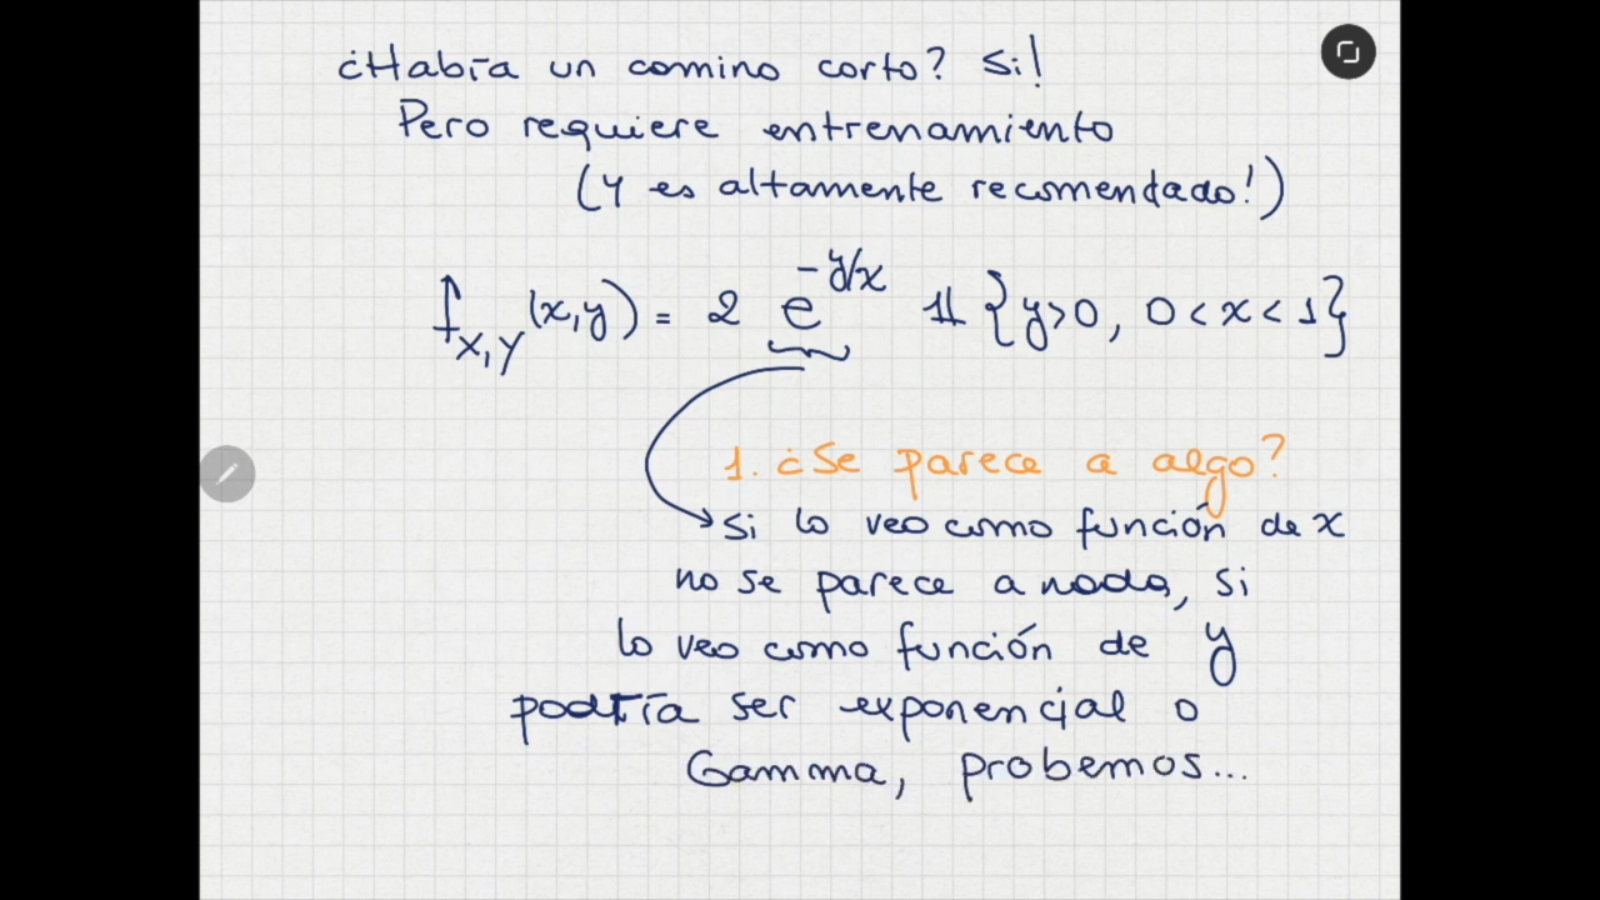 ¿Había un camino corto? Si!
Pero requiere entrenamiento
(Y es altamente recomendado!)
f_{X,Y}(x,y) = 2 e^{-y/x} 𝟙{y>0, 0<x<1}
1. ¿Se parece a algo?
Si lo veo como función de x
no se parece a nada, si
lo veo como función de y
podría ser exponencial o
Gamma, probemos...